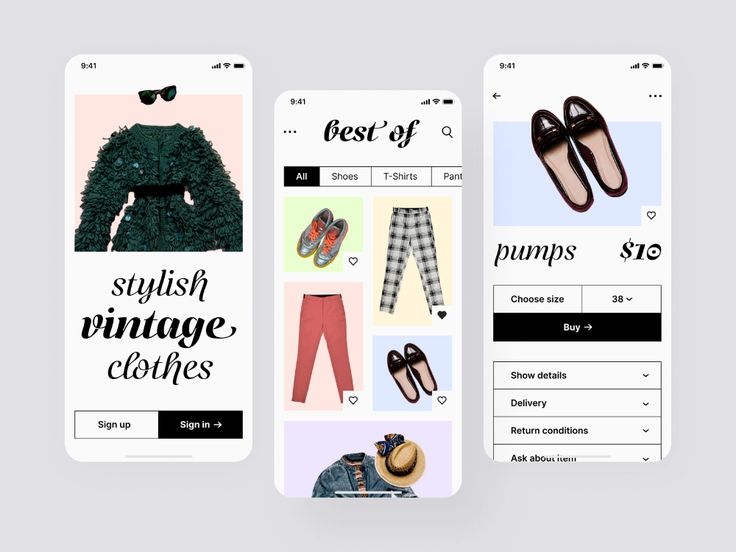 9:41
stylish
vintage
clothes
Sign up
Sign in →
9:41
best of
All
Shoes
T-Shirts
Pant
9:41
pumps
$10
Choose size
38
Buy →
Show details
Delivery
Return conditions
Ask about item